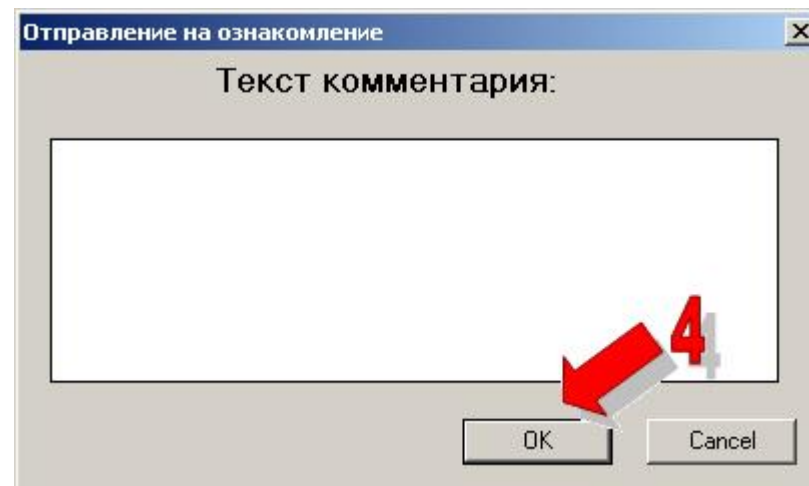 Отправление на ознакомление
Текст комментария:
4
OK
Cancel